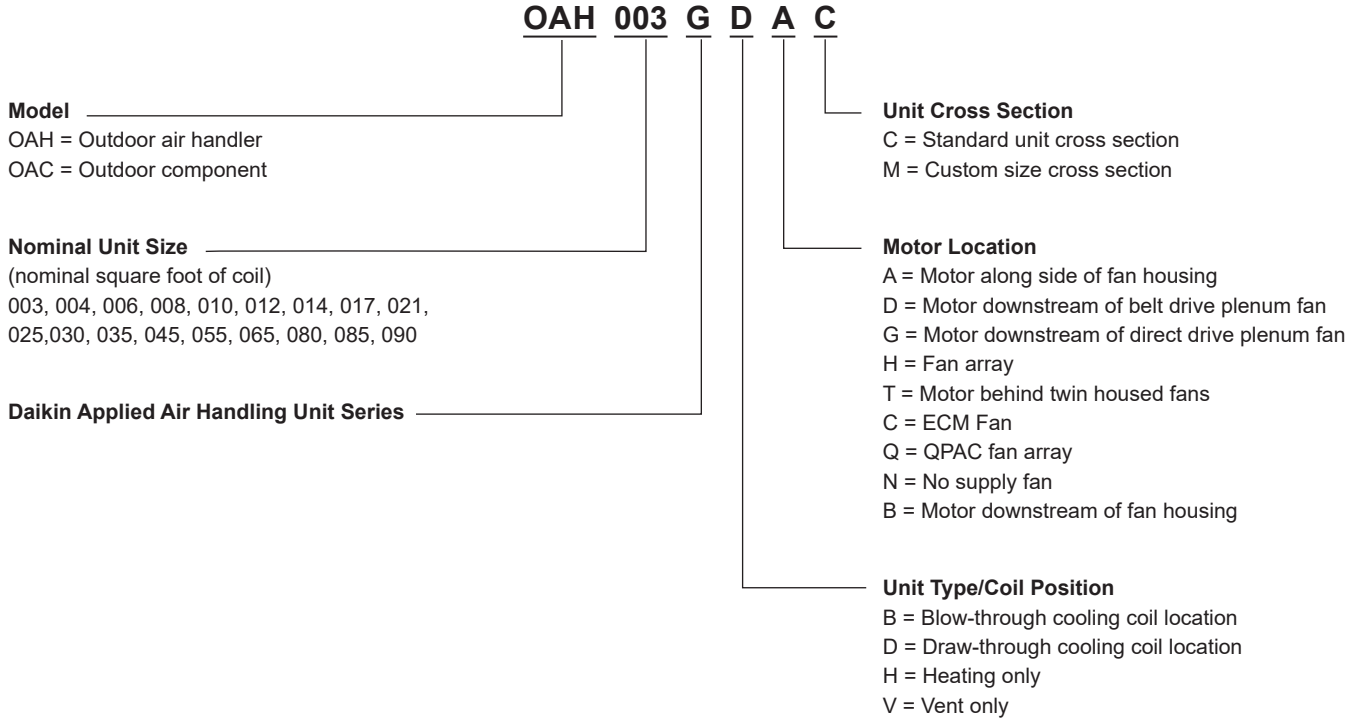 OAH 003 G D A C
Model
OAH = Outdoor air handler
OAC = Outdoor component
Nominal Unit Size
(nominal square foot of coil)
003, 004, 006, 008, 010, 012, 014, 017, 021,
025,030, 035, 045, 055, 065, 080, 085, 090
Daikin Applied Air Handling Unit Series
Unit Cross Section
C = Standard unit cross section
M = Custom size cross section
Motor Location
A = Motor along side of fan housing
D = Motor downstream of belt drive plenum fan
G = Motor downstream of direct drive plenum fan
H = Fan array
T = Motor behind twin housed fans
C = ECM Fan
Q = QPAC fan array
N = No supply fan
B = Motor downstream of fan housing
Unit Type/Coil Position
B = Blow-through cooling coil location
D = Draw-through cooling coil location
H = Heating only
V = Vent only